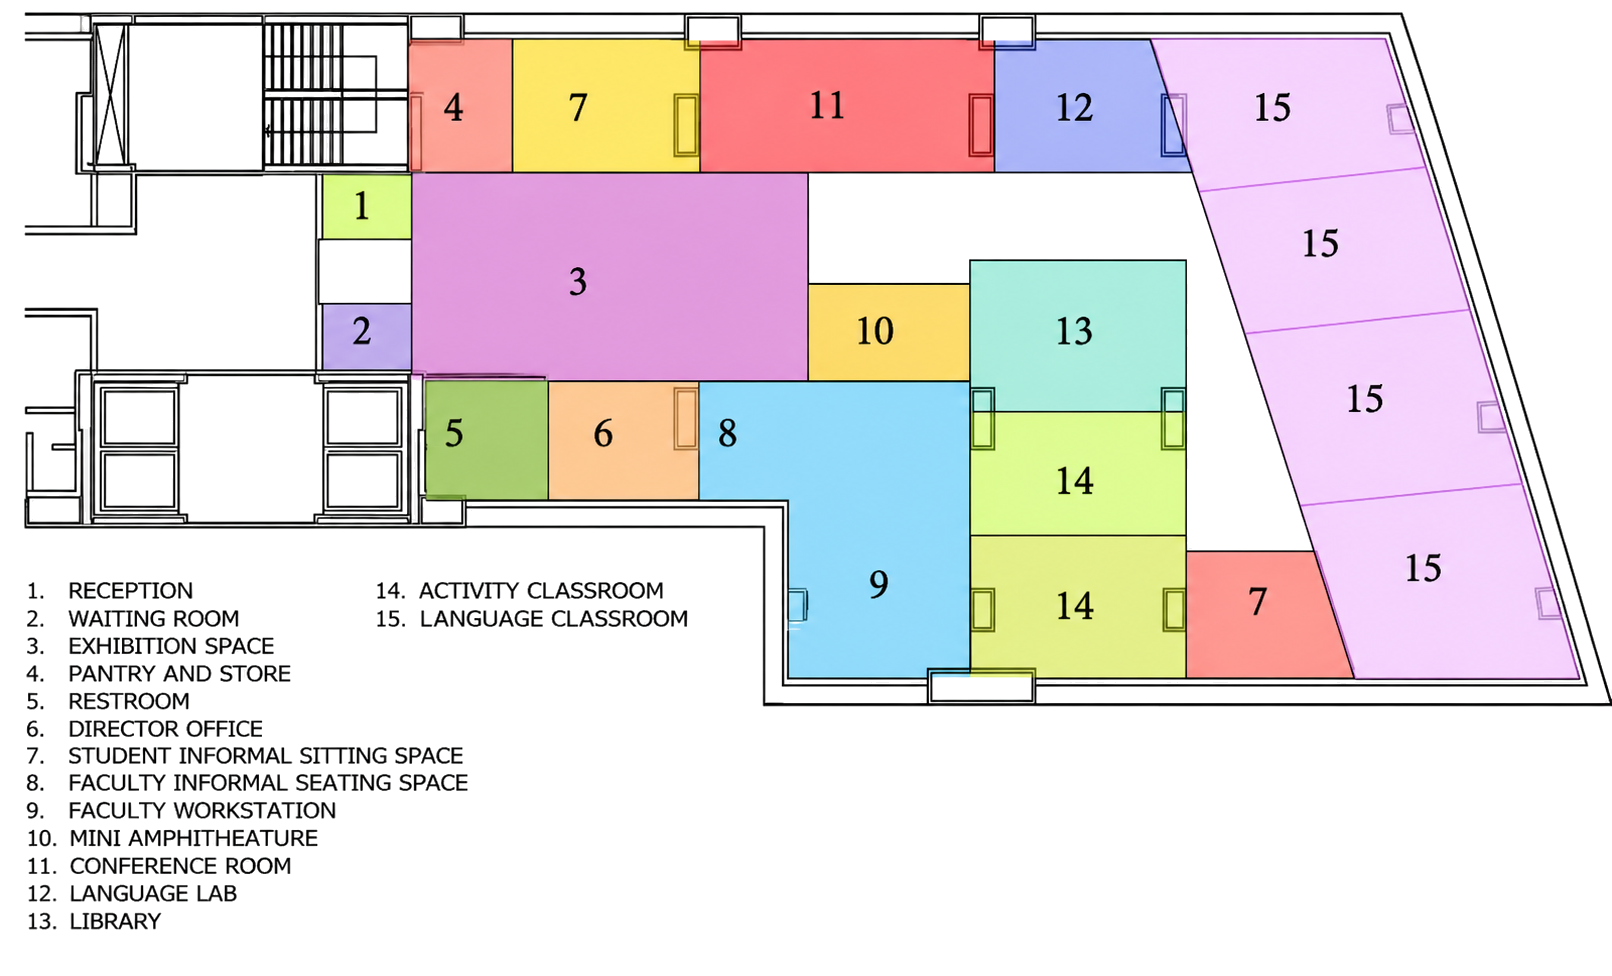 4
7
11
12
15
1
15
3
2
10
13
15
5
6
8
14
15
9
14
7
1. RECEPTION
2. WAITING ROOM
3. EXHIBITION SPACE
4. PANTRY AND STORE
5. RESTROOM
6. DIRECTOR OFFICE
7. STUDENT INFORMAL SITTING SPACE
8. FACULTY INFORMAL SEATING SPACE
9. FACULTY WORKSTATION
10. MINI AMPHITHEATURE
11. CONFERENCE ROOM
12. LANGUAGE LAB
13. LIBRARY
14. ACTIVITY CLASSROOM
15. LANGUAGE CLASSROOM